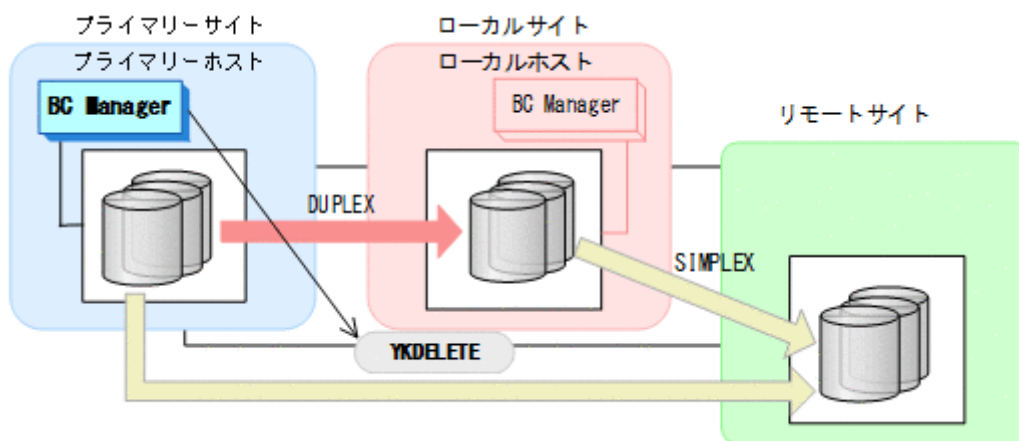 プライマリーサイト
ローカルサイト
プライマリーホスト
ローカルホスト
BC Manager
BC Manager
リモートサイト
DUPLEX
SIMPLEX
YKDELETE